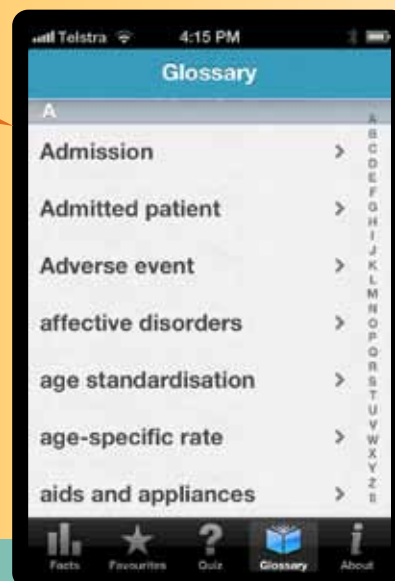 Telstra 4:15 PM
Glossary
A
Admission
Admitted patient
Adverse event
affective disorders
age standardisation
age-specific rate
aids and appliances
A
B
C
D
E
F
G
H
I
J
K
L
M
N
O
P
Q
R
S
T
U
V
W
X
Y
Z
Facts Favourites Quiz Glossary About